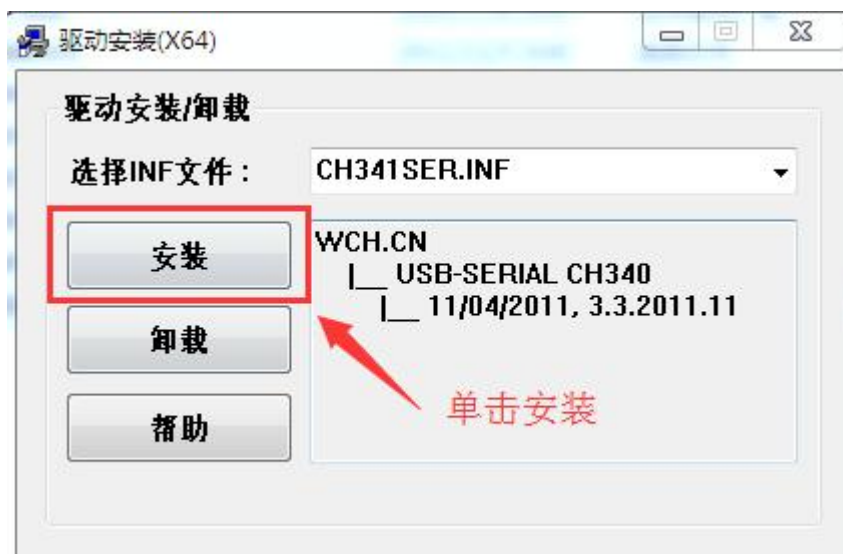 驱动安装(X64)
驱动安装/卸载
选择INF文件：
CH341SER.INF
安装
WCH.CN
|__ USB-SERIAL CH340
|__ 11/04/2011, 3.3.2011.11
卸载
单击安装
帮助